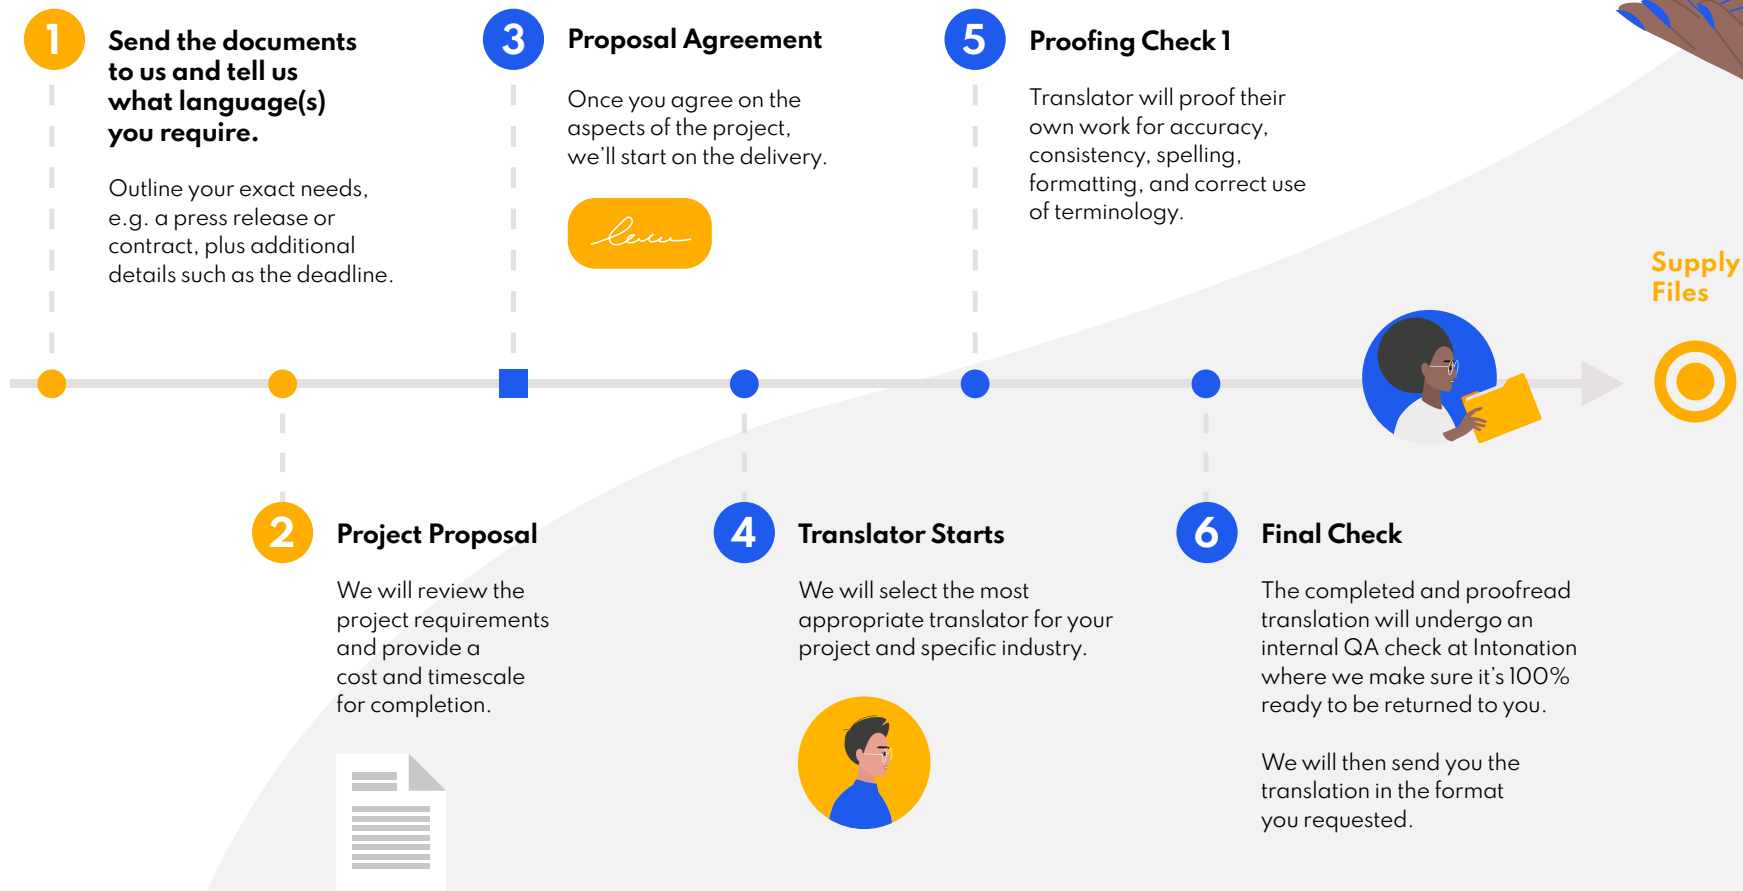 1
Send the documents
to us and tell us
what language(s)
you require.
Outline your exact needs,
e.g. a press release or
contract, plus additional
details such as the deadline.
2
Project Proposal
We will review the
project requirements
and provide a
cost and timescale
for completion.
3
Proposal Agreement
Once you agree on the
aspects of the project,
we’ll start on the delivery.
4
Translator Starts
We will select the most
appropriate translator for your
project and specific industry.
5
Proofing Check 1
Translator will proof their
own work for accuracy,
consistency, spelling,
formatting, and correct use
of terminology.
6
Final Check
The completed and proofread
translation will undergo an
internal QA check at Intonation
where we make sure it’s 100%
ready to be returned to you.
We will then send you the
translation in the format
you requested.
Supply
Files